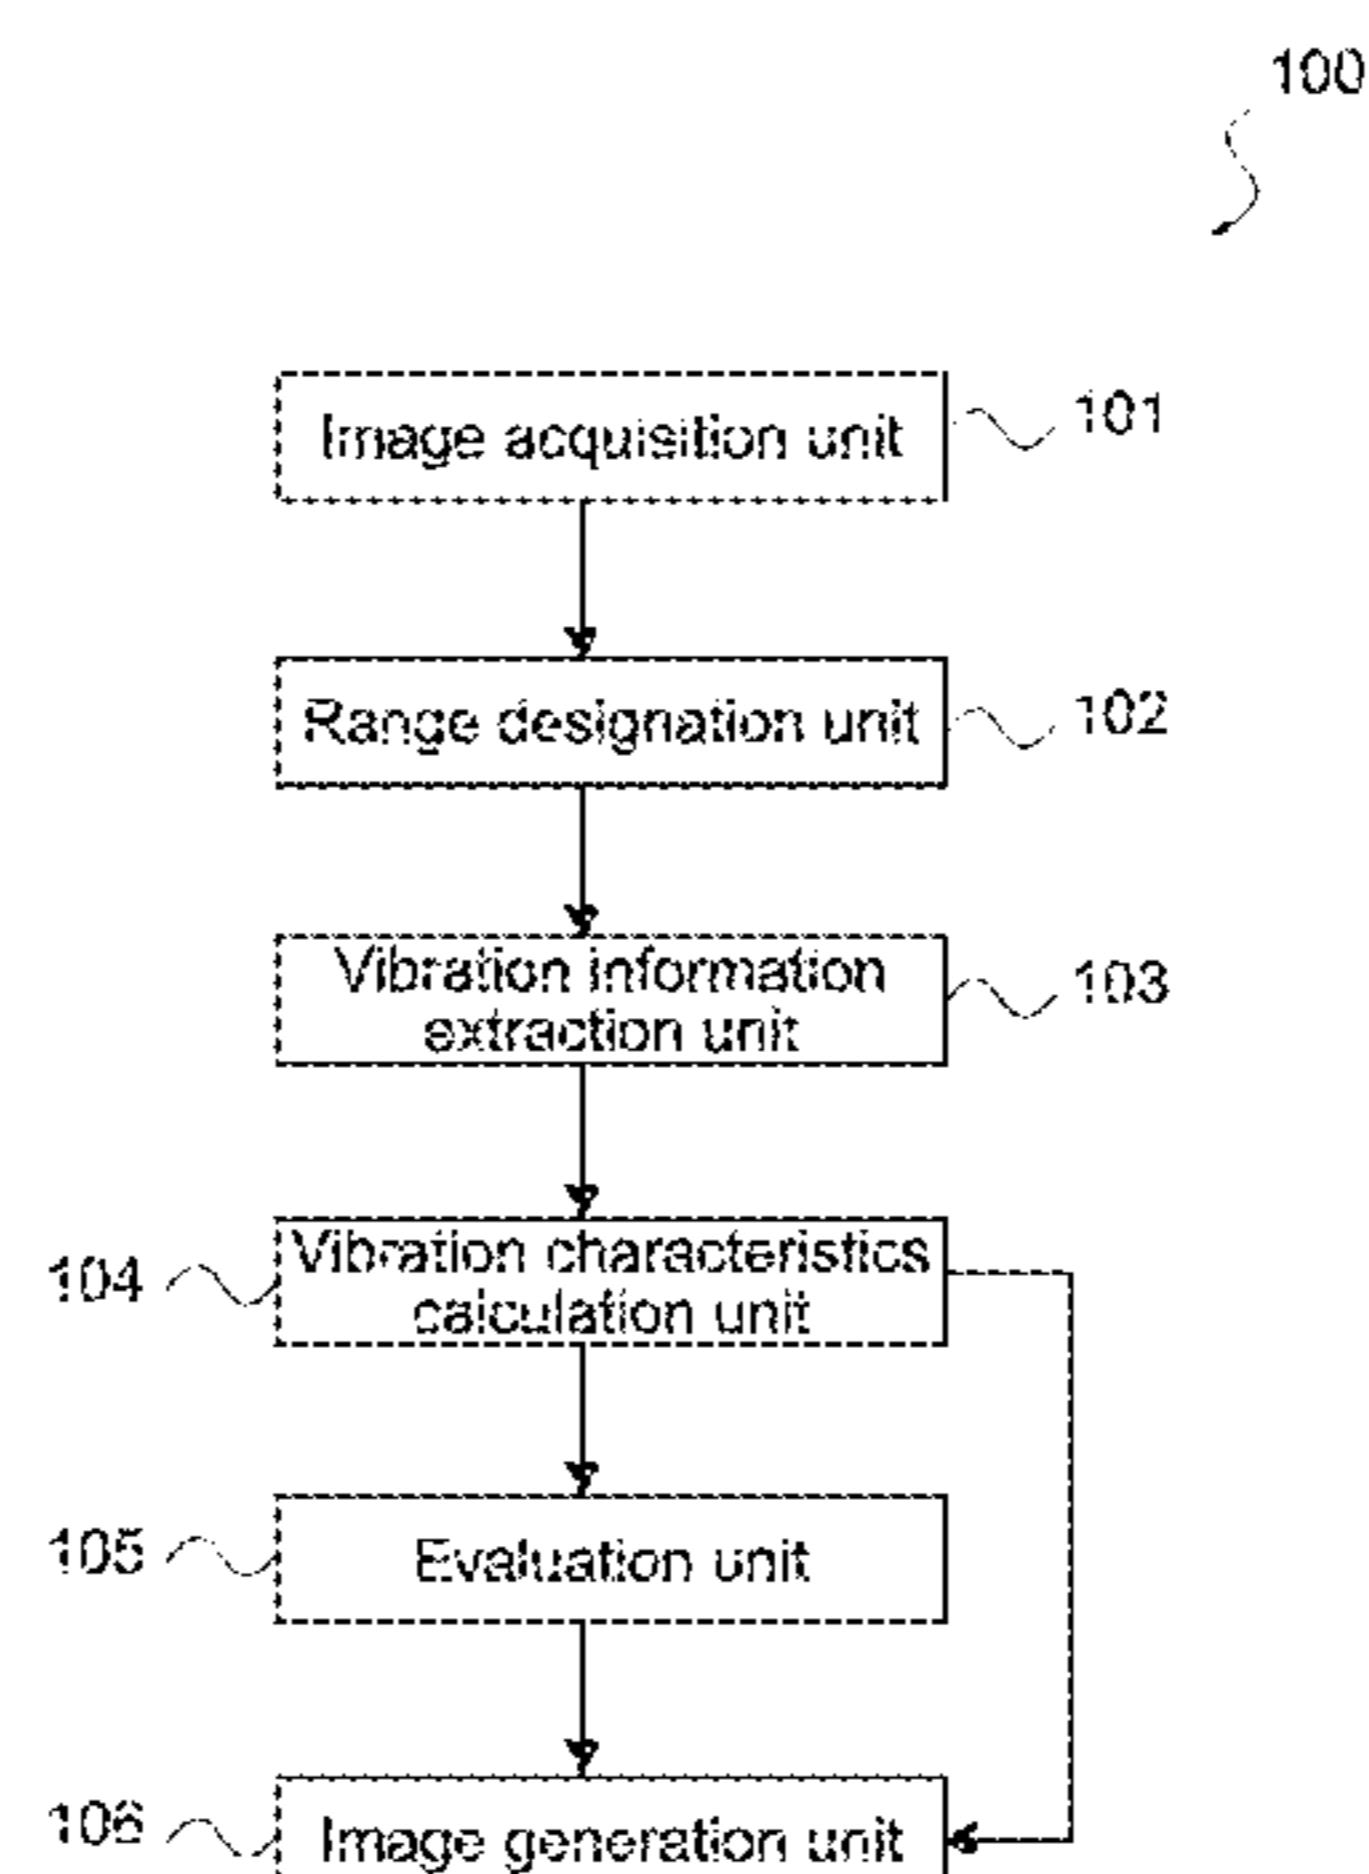 100
Image acquisition unit
101
Range designation unit
102
Vibration information
extraction unit
103
104
Vibration characteristics
calculation unit
105
Evaluation unit
106
Image generation unit